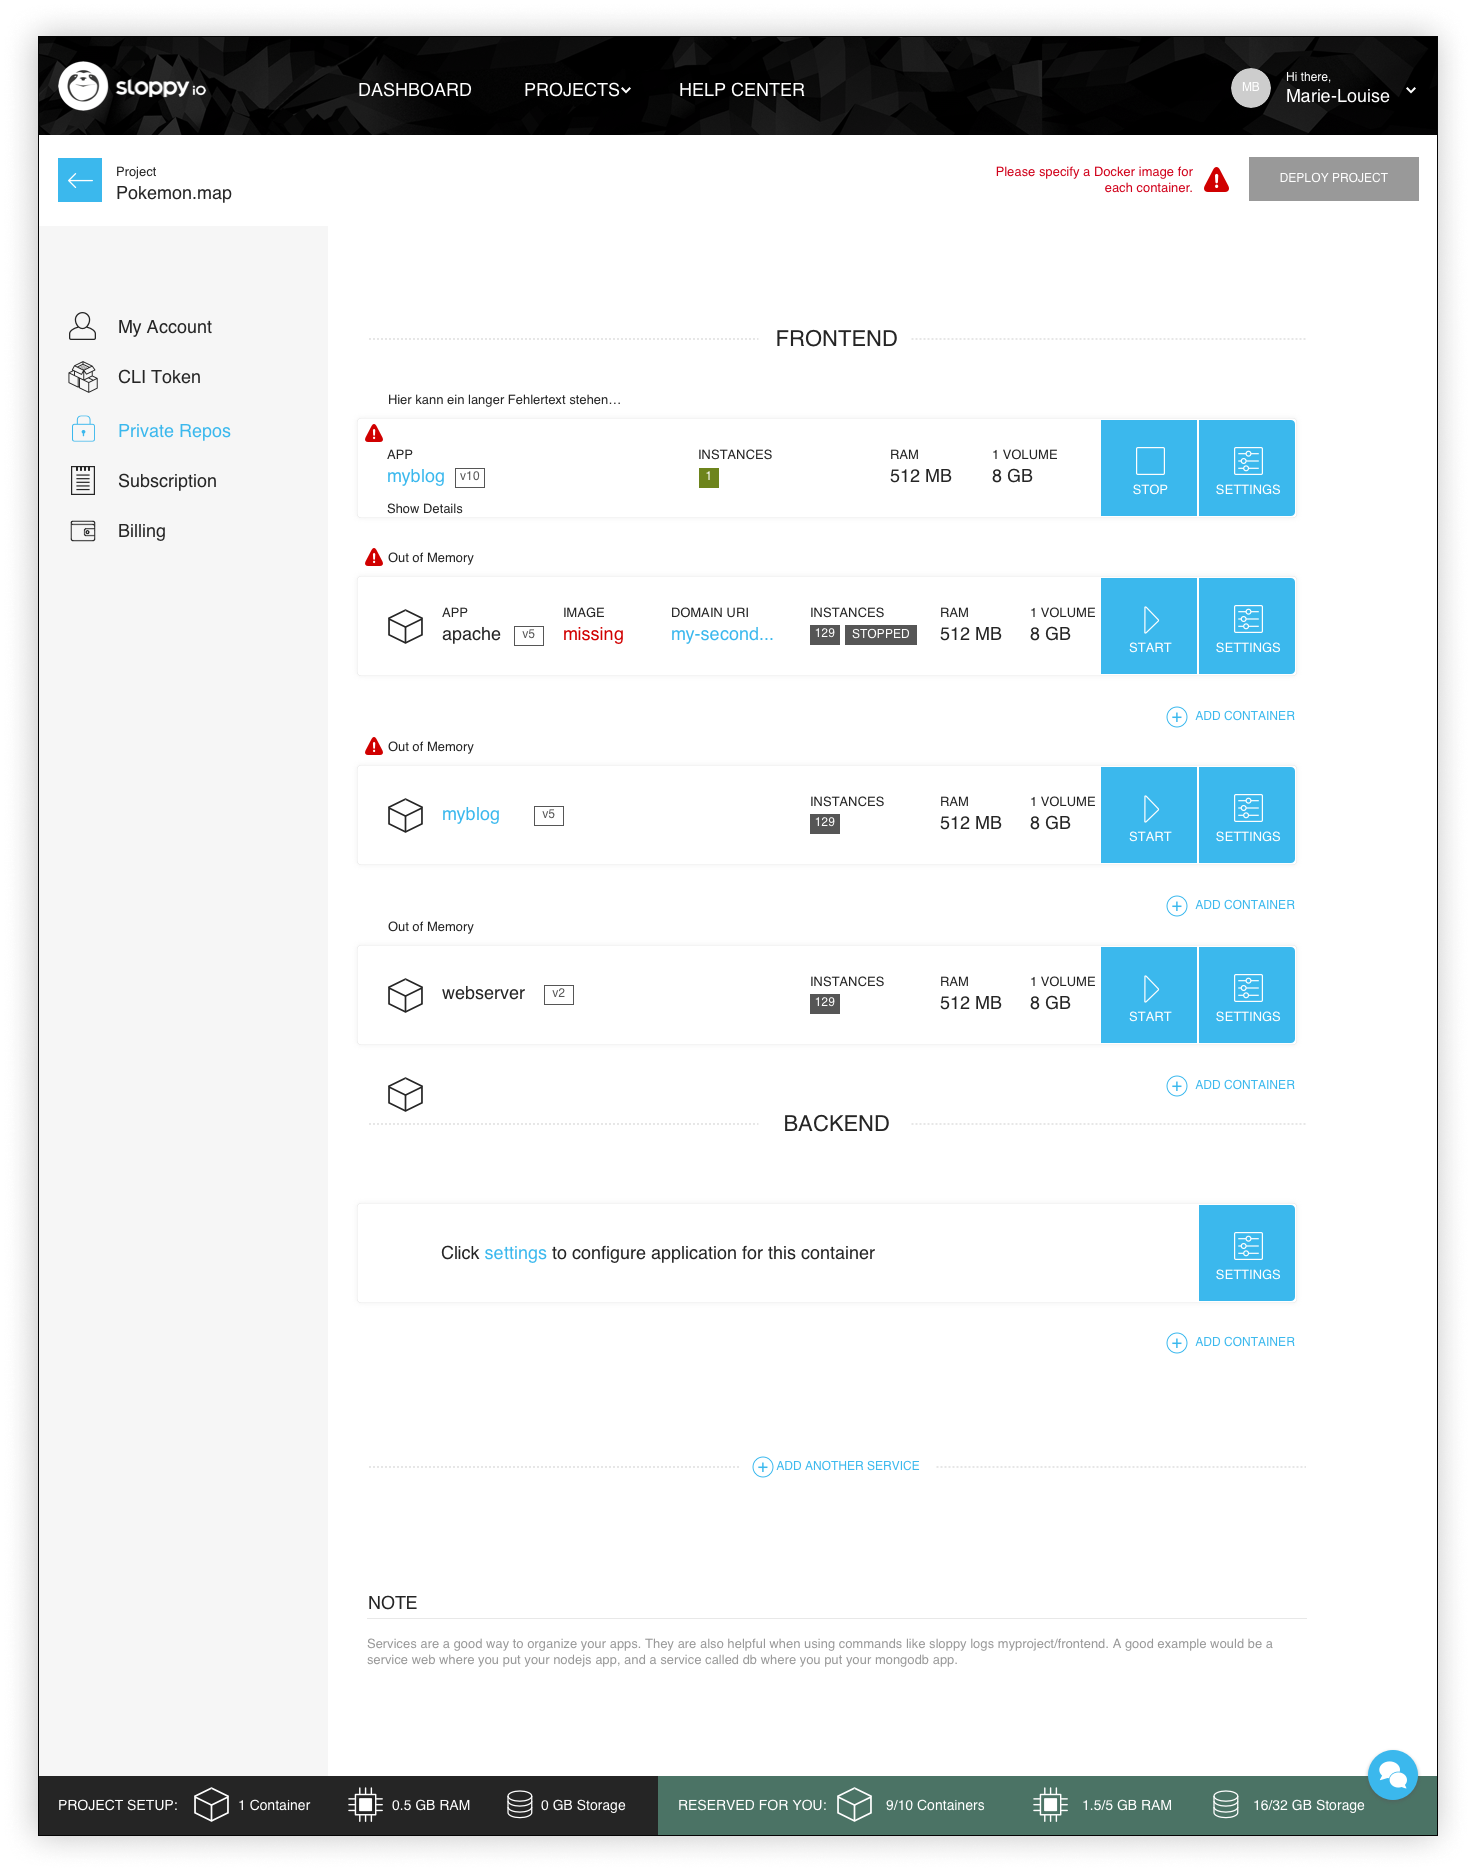 sloppy io
DASHBOARD
PROJECTS
HELP CENTER
MB
Hi there,
Marie-Louise
Project
Pokemon.map
Please specify a Docker image for
each container.
DEPLOY PROJECT
My Account
CLI Token
Private Repos
Subscription
Billing
FRONTEND
Hier kann ein langer Fehlertext stehen…
APP
INSTANCES
RAM
1 VOLUME
myblog
v10
1
512 MB
8 GB
STOP
SETTINGS
Show Details
Out of Memory
APP
IMAGE
DOMAIN URI
INSTANCES
RAM
1 VOLUME
apache
v5
missing
my-second...
129
STOPPED
512 MB
8 GB
START
SETTINGS
ADD CONTAINER
Out of Memory
myblog
v5
INSTANCES
129
RAM
512 MB
1 VOLUME
8 GB
START
SETTINGS
ADD CONTAINER
Out of Memory
webserver
v2
INSTANCES
129
RAM
512 MB
1 VOLUME
8 GB
START
SETTINGS
ADD CONTAINER
BACKEND
Click settings to configure application for this container
SETTINGS
ADD CONTAINER
ADD ANOTHER SERVICE
NOTE
Services are a good way to organize your apps. They are also helpful when using commands like sloppy logs myproject/frontend. A good example would be a
service web where you put your nodejs app, and a service called db where you put your mongodb app.
PROJECT SETUP:
1 Container
0.5 GB RAM
0 GB Storage
RESERVED FOR YOU:
9/10 Containers
1.5/5 GB RAM
16/32 GB Storage